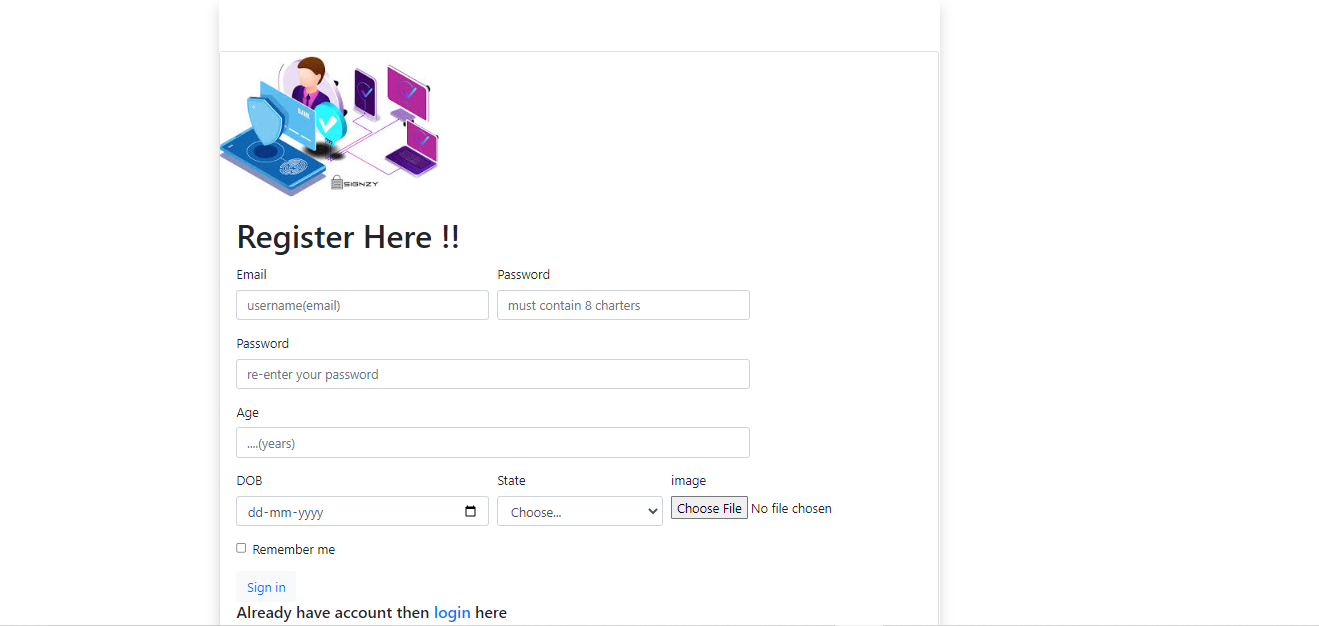 BANK
SIGNZY
Register Here !!
Email Password
username(email) must contain 8 charters
Password
re-enter your password
Age
....(years)
DOB State image
dd-mm-yyyy Choose... Choose File No file chosen
Remember me
Sign in
Already have account then login here